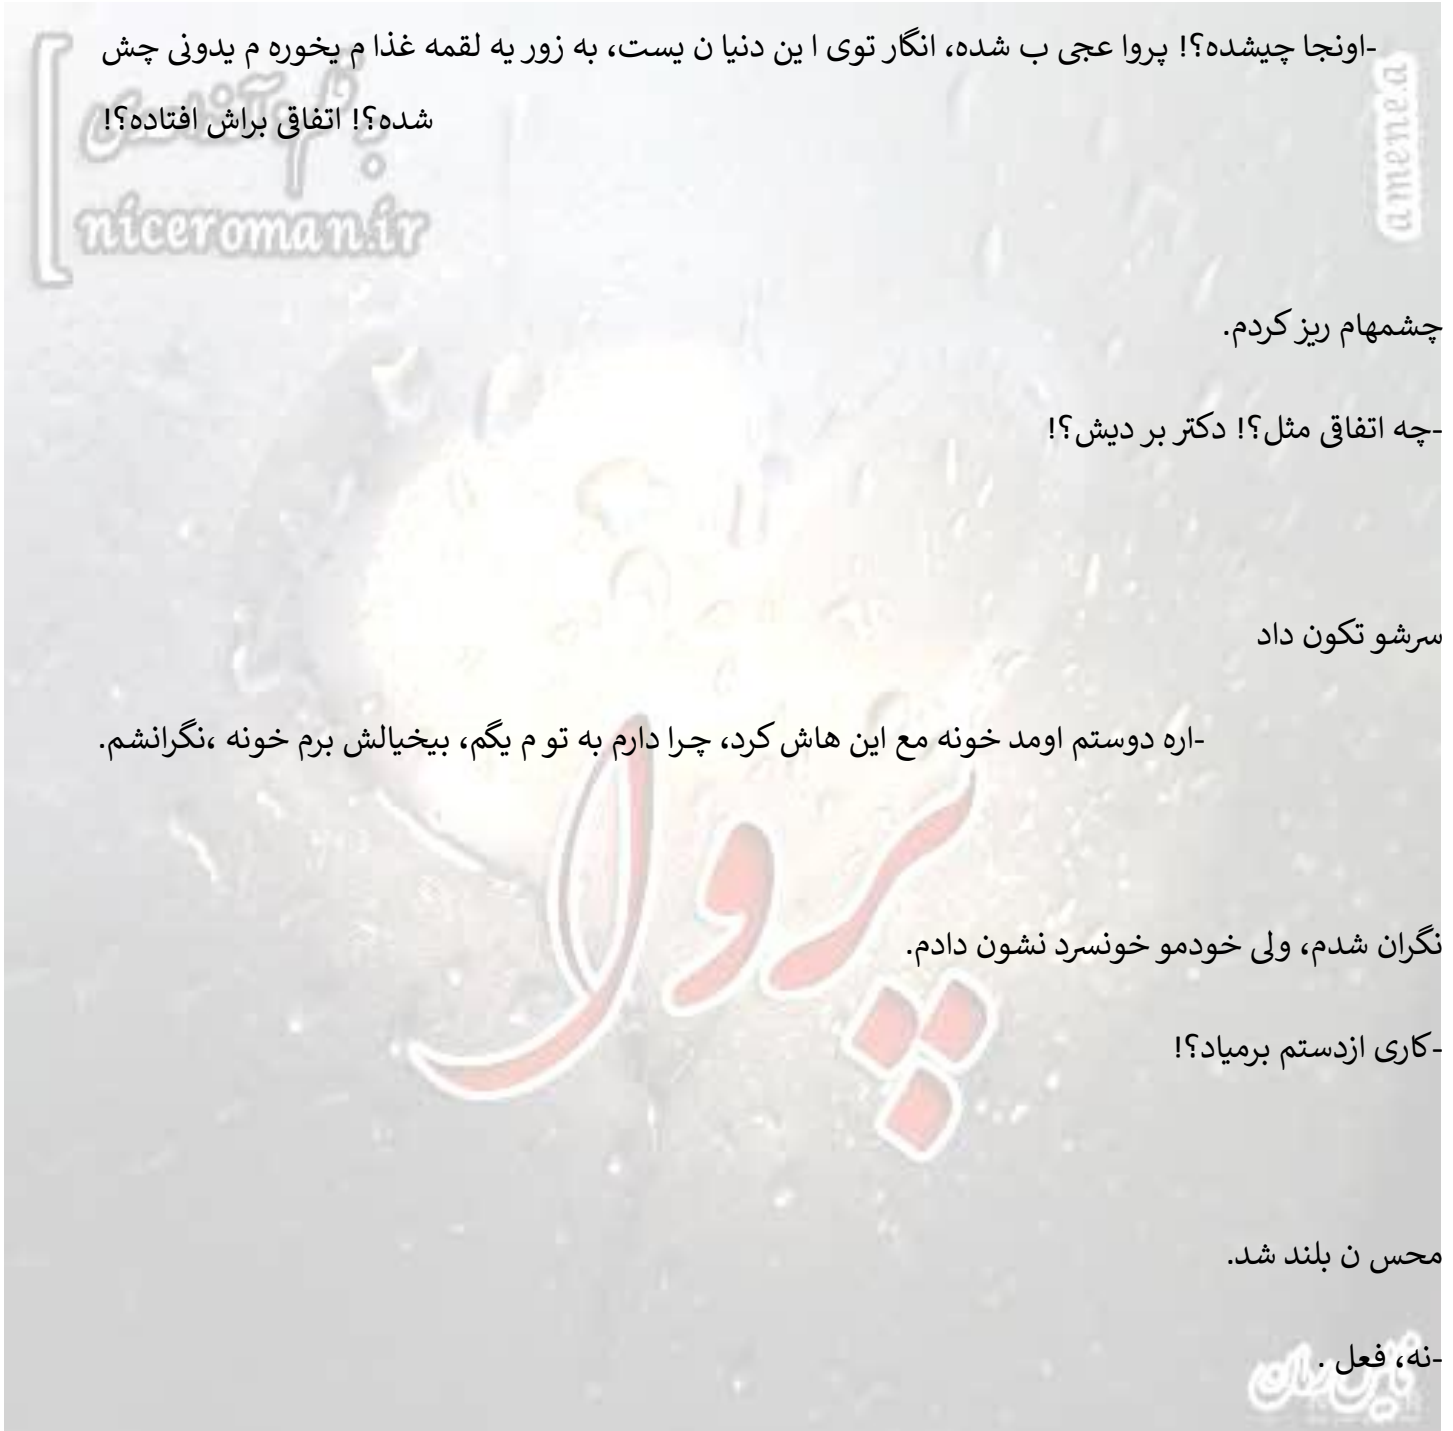 -اونجا چیشده؟! پروا عجی ب شده، انگار توی ا ین دنیا ن یست، به زور یه لقمه غذا م یخوره م یدونی چش
شده؟! اتفاقی براش افتاده؟!
amenea
niceroman.ir
چشمهام ریز کردم.
-چه اتفاقی مثل؟! دکتر بر دیش؟!
سرشو تکون داد
-اره دوستم اومد خونه مع این هاش کرد، چرا دارم به تو م یگم، بیخیالش برم خونه ،نگرانشم.
پروا
نگران شدم، ولی خودمو خونسرد نشون دادم.
-کاری ازدستم برمیاد؟!
محس ن بلند شد.
-نه، فعل .